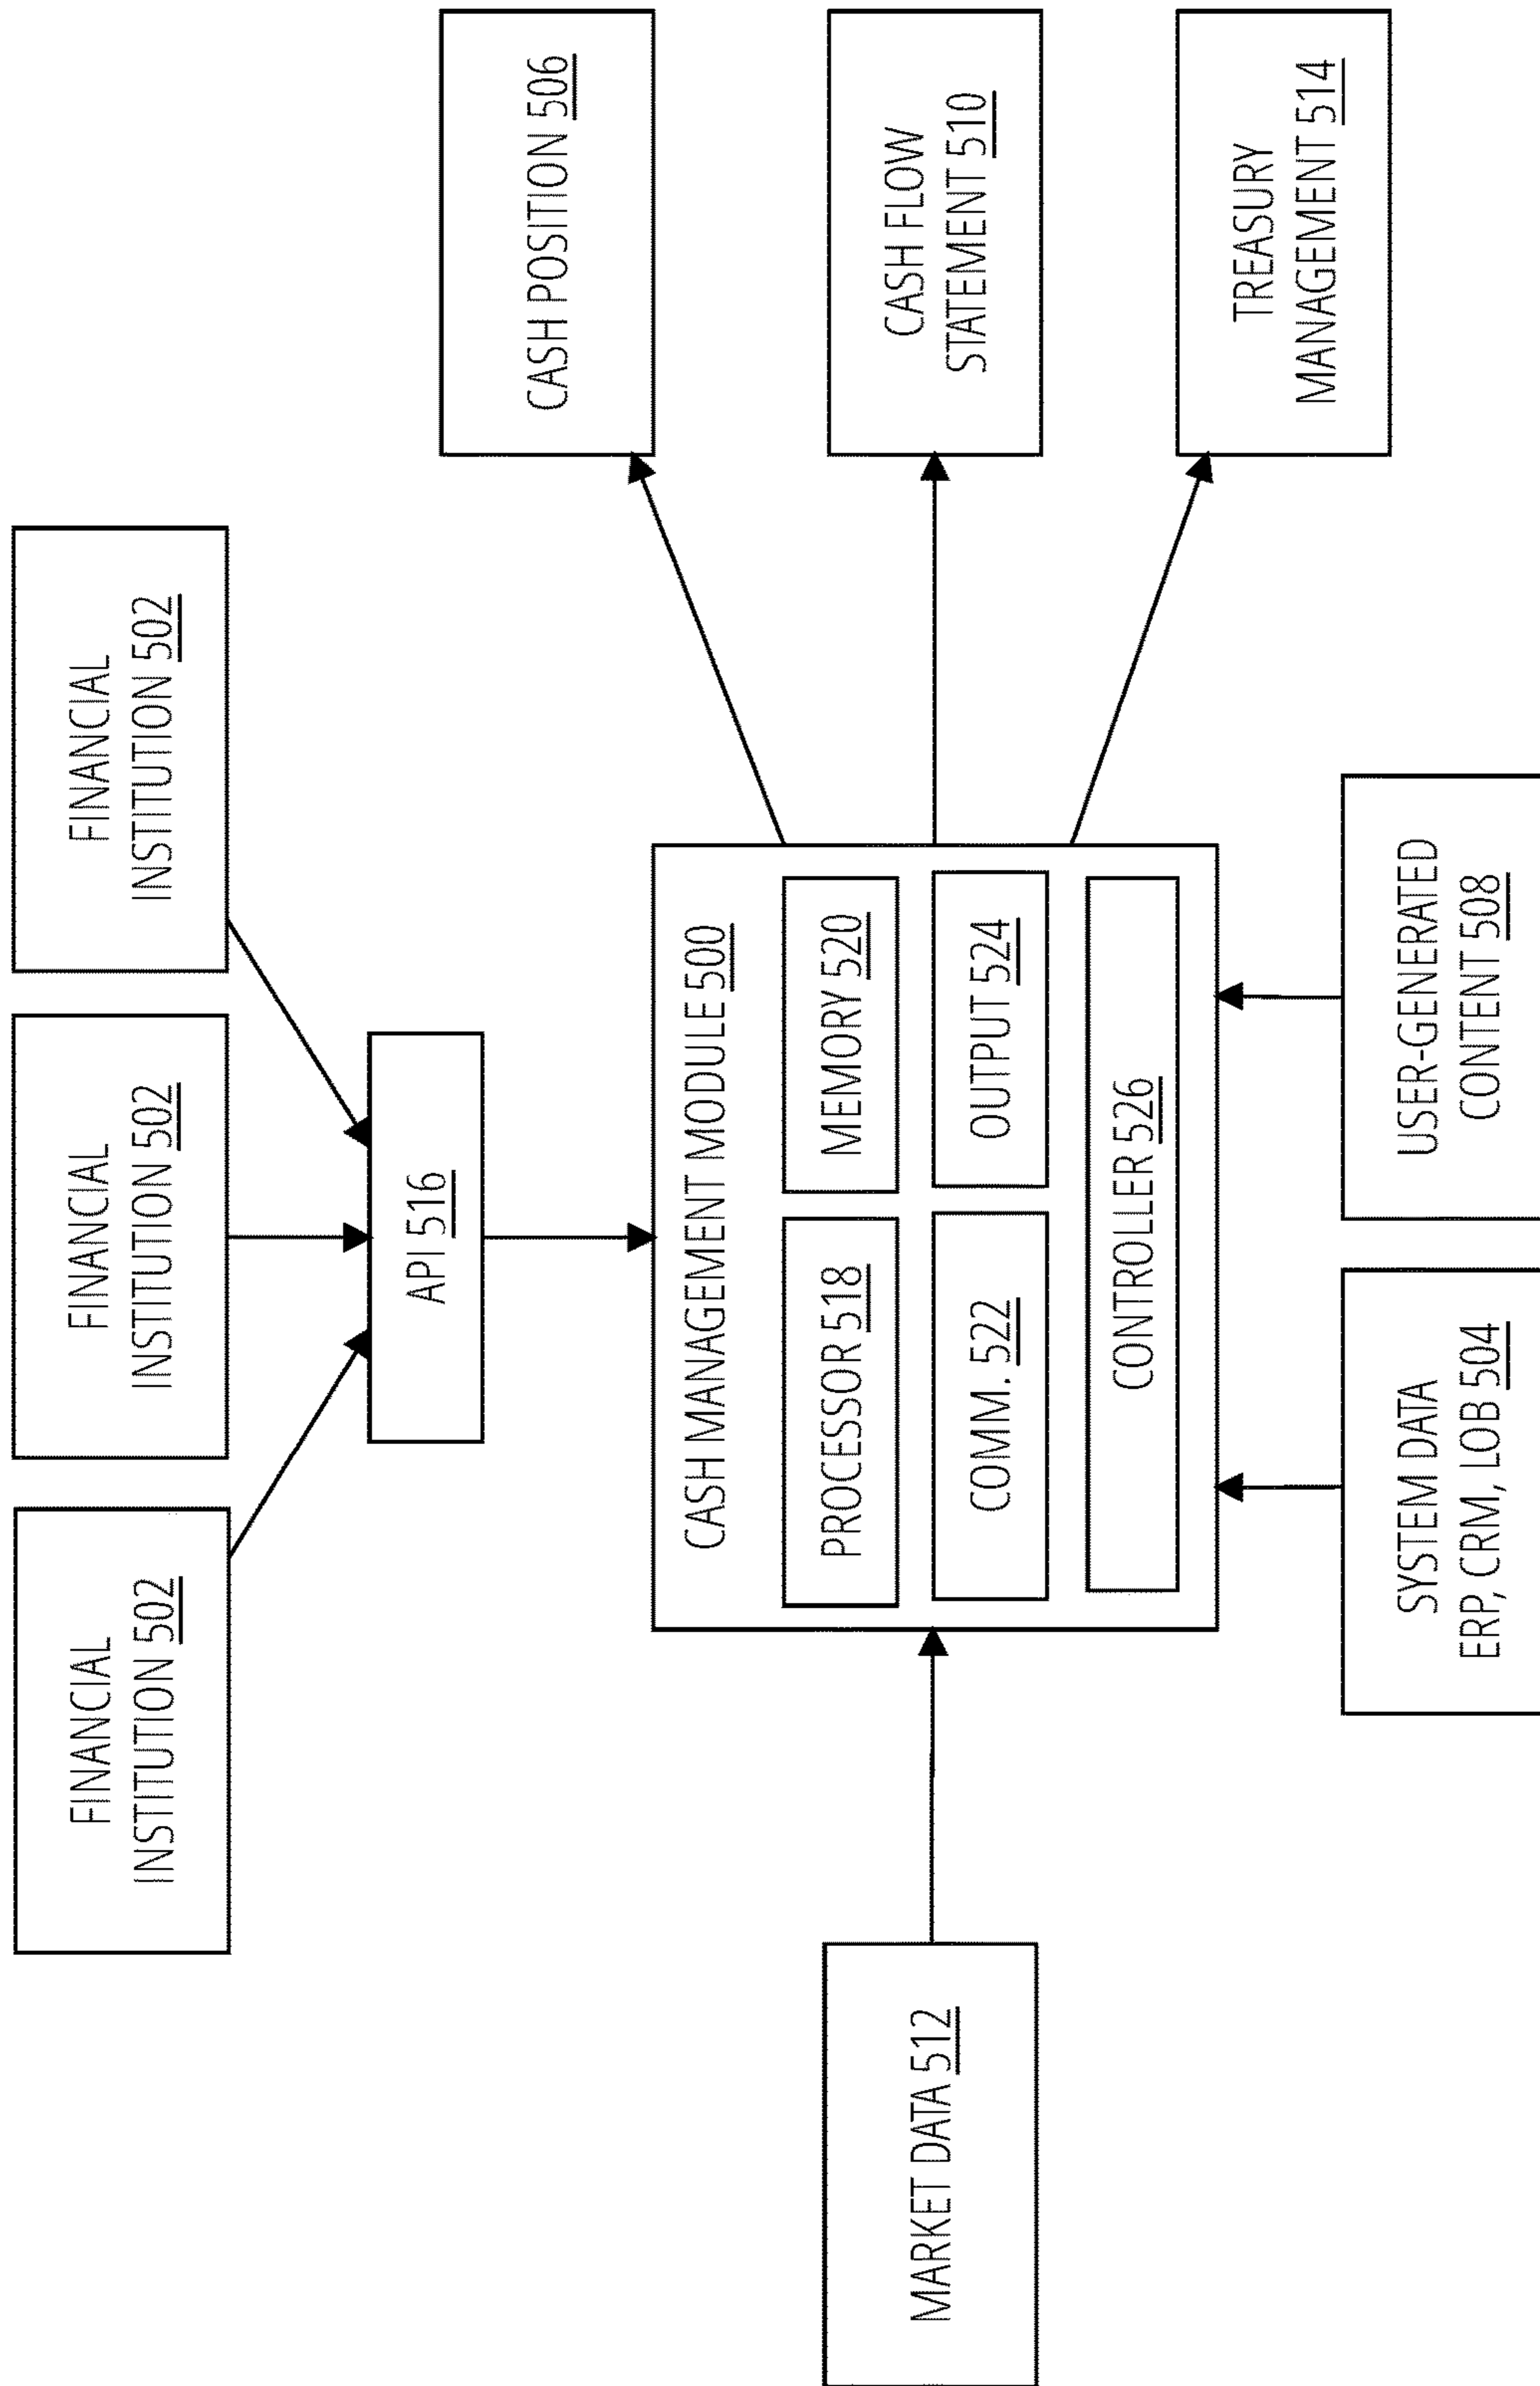 FINANCIAL
INSTITUTION 502
FINANCIAL
INSTITUTION 502
FINANCIAL
INSTITUTION 502
API 516
CASH POSITION 506
CASH MANAGEMENT MODULE 500
PROCESSOR 518
MEMORY 520
COMM. 522
OUTPUT 524
CONTROLLER 526
MARKET DATA 512
CASH FLOW
STATEMENT 510
TREASURY
MANAGEMENT 514
SYSTEM DATA
ERP, CRM, LOB 504
USER-GENERATED
CONTENT 508